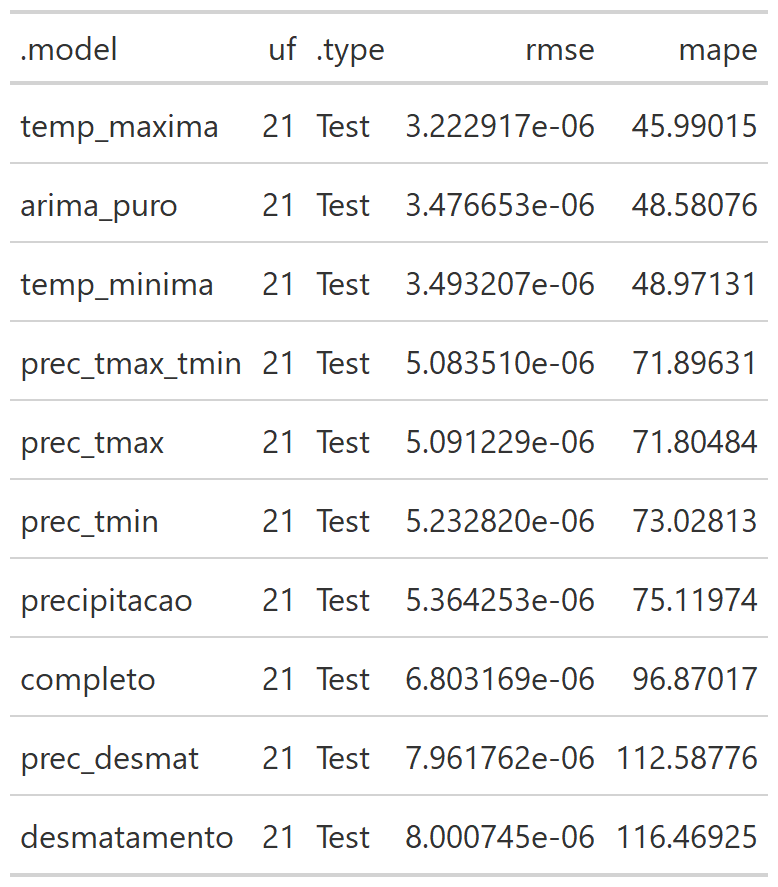 .model uf .type rmse mape
temp_maxima 21 Test 3.222917e-06 45.99015
arima_puro 21 Test 3.476653e-06 48.58076
temp_minima 21 Test 3.493207e-06 48.97131
prec_tmax_tmin 21 Test 5.083510e-06 71.89631
prec_tmax 21 Test 5.091229e-06 71.80484
prec_tmin 21 Test 5.232820e-06 73.02813
precipitacao 21 Test 5.364253e-06 75.11974
completo 21 Test 6.803169e-06 96.87017
prec_desmat 21 Test 7.961762e-06 112.58776
desmatamento 21 Test 8.000745e-06 116.46925